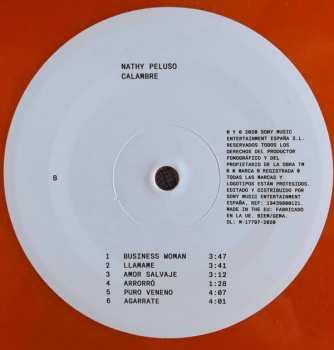 NATHY PELUSO
CALAMBRE
B
℗ Y © 2020 SONY MUSIC
ENTERTAINMENT ESPAÑA S.L.
RESERVADOS TODOS LOS
DERECHOS DEL PRODUCTOR
FONOGRÁFICO Y DEL
PROPIETARIO DE LA OBRA TM
R ® MARCA S REGISTRADA ®
TODAS LAS MARCAS Y
LOGOTIPOS ESTÁN PROTEGIDOS.
EDITADO Y DISTRIBUIDO POR
SONY MUSIC ENTERTAINMENT
ESPAÑA, REF: 19439800121.
MADE IN THE EU: FABRICADO
EN LA UE. BIEM/GEMA.
DL: M-17797-2020
1 BUSINESS WOMAN 3:47
2 LLAMAME 3:41
3 AMOR SALVAJE 3:12
4 ARRORRÓ 1:28
5 PURO VENENO 4:07
6 AGARRATE 4:01